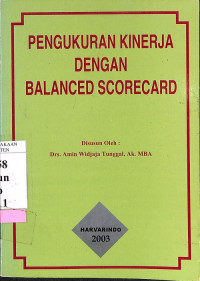 PENGUKURAN KINERJA
DENGAN
BALANCED SCORECARD
Disusun Oleh :
Drs. Amin Widjaja Tunggal, Ak. MBA
HARVARINDO
2003